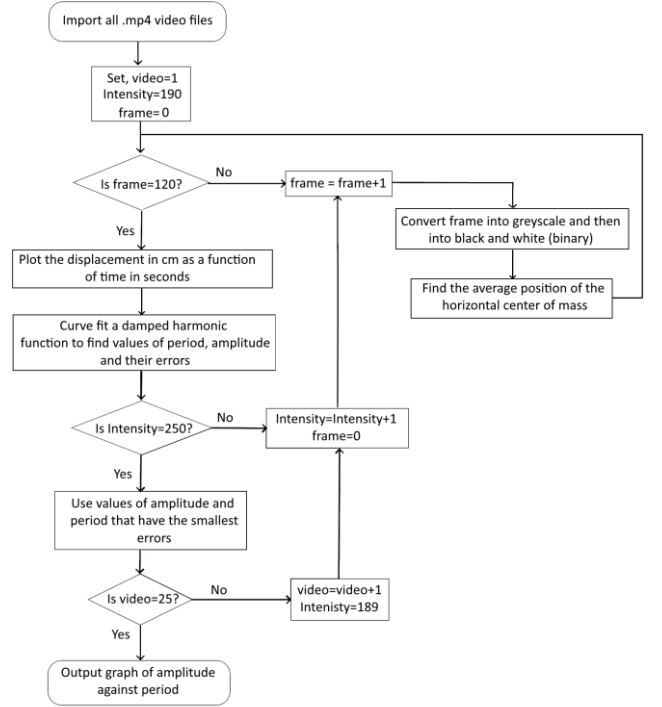 Import all .mp4 video files
Set, video=1
Intensity=190
frame= 0
Is frame=120?
No
frame = frame+1
Convert frame into greyscale and then
into black and white (binary)
Find the average position of the
horizontal center of mass
Yes
Plot the displacement in cm as a function
of time in seconds
Curve fit a damped harmonic
function to find values of period, amplitude
and their errors
Is Intensity=250?
No
Intensity=Intensity+1
frame=0
Yes
Use values of amplitude and
period that have the smallest
errors
Is video=25?
No
video=video+1
Intenisty=189
Yes
Output graph of amplitude
against period